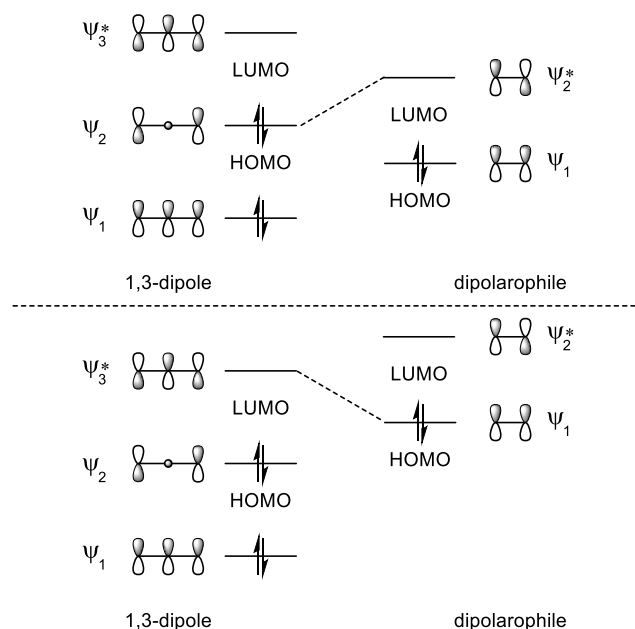 ψ3*
LUMO
ψ2*
ψ2
LUMO
HOMO
ψ1
HOMO
ψ1
1,3-dipole
dipolarophile
ψ2*
ψ3*
LUMO
LUMO
ψ1
ψ2
HOMO
HOMO
ψ1
1,3-dipole
dipolarophile